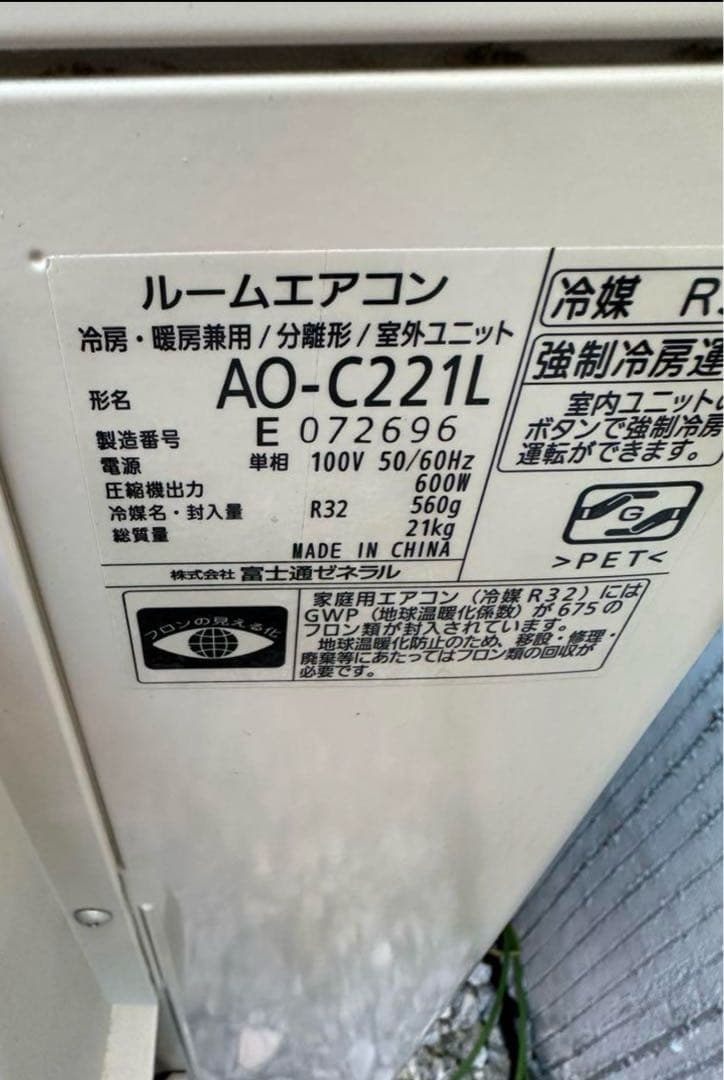 ルームエアコン
冷房・暖房兼用/分離形/室外ユニット
形名 AO-C221L
製造番号 E 072696
電源 単相 100V 50/60Hz
圧縮機出力 600W
冷媒名・封入量 R32 560g
総質量 21kg
MADE IN CHINA
株式会社 富士通ゼネラル
冷媒 R
強制冷房運
室内ユニット
ボタンで強制冷房
運転ができます。
G
>PET<
フロンの見える化
家庭用エアコン(冷媒R32)には
GWP(地球温暖化係数)が675の
フロン類が封入されています。
地球温暖化防止のため、移設・修理・
廃棄等にあたってはフロン類の回収が
必要です。